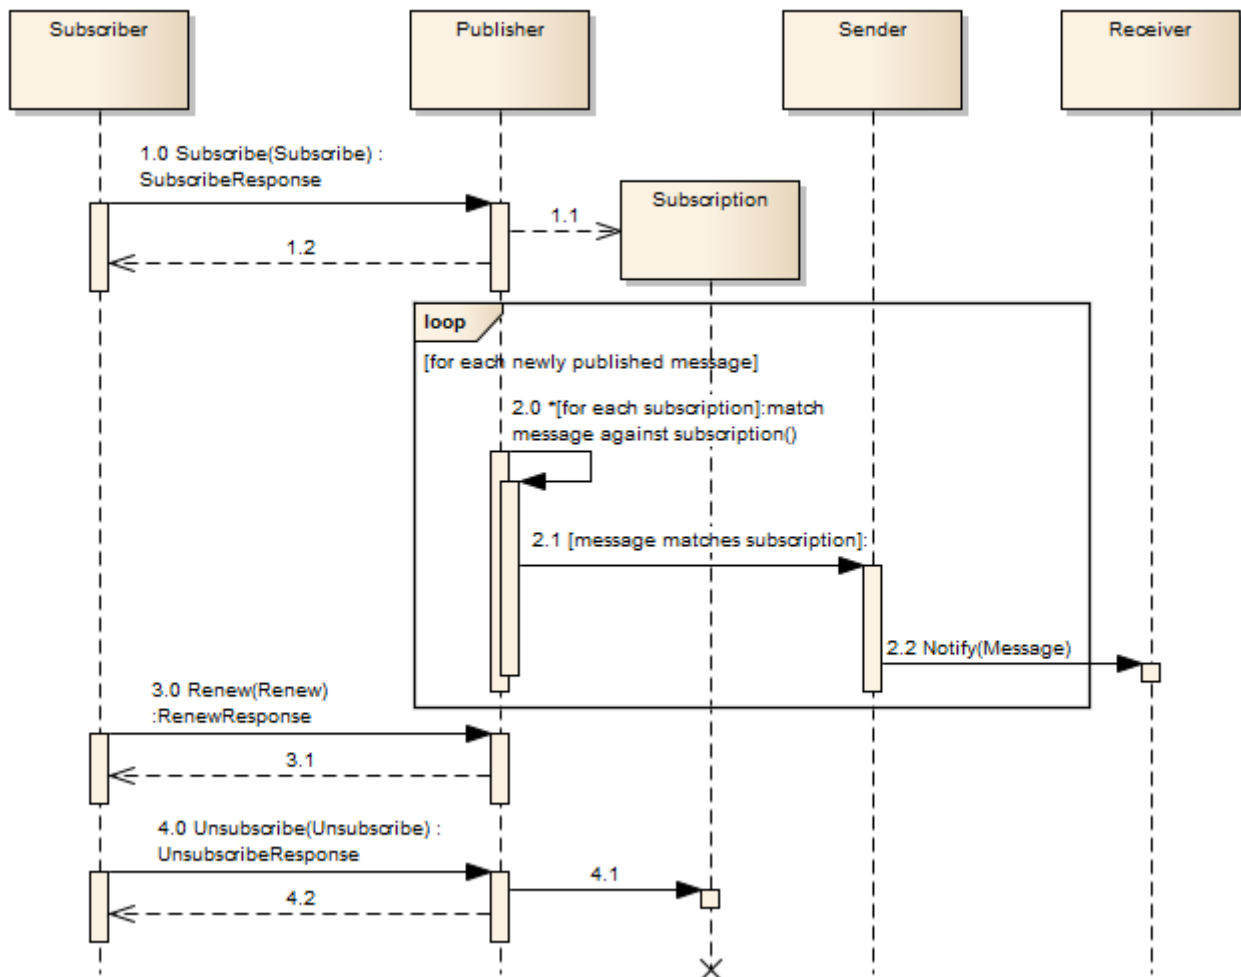 Subscriber
Publisher
Sender
Receiver
1.0 Subscribe(Subscribe) :
SubscribeResponse
Subscription
1.1
1.2
loop
[for each newly published message]
2.0 *[for each subscription]:match
message against subscription()
2.1 [message matches subscription]:
2.2 Notify(Message)
3.0 Renew(Renew)
:RenewResponse
3.1
4.0 Unsubscribe(Unsubscribe) :
UnsubscribeResponse
4.1
4.2